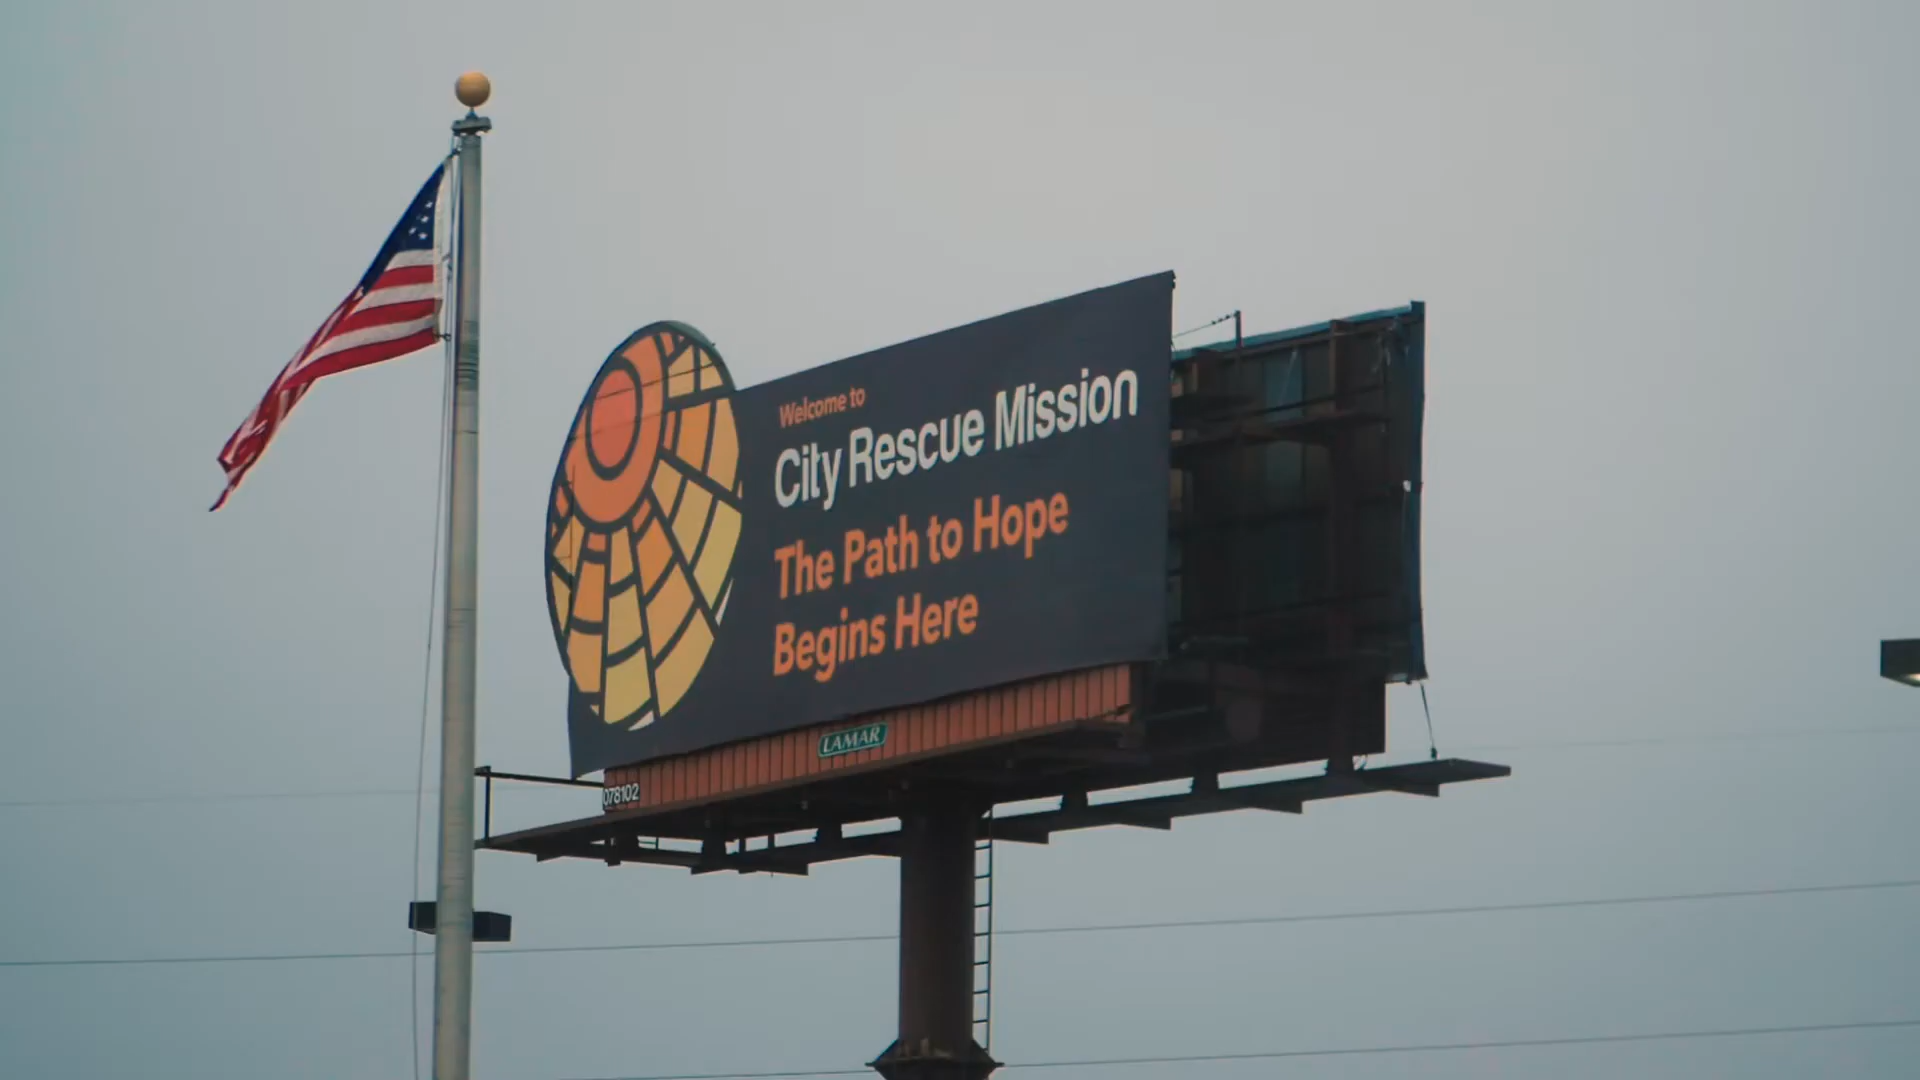 Welcome to
City Rescue Mission
The Path to Hope
Begins Here
LAMAR
078102